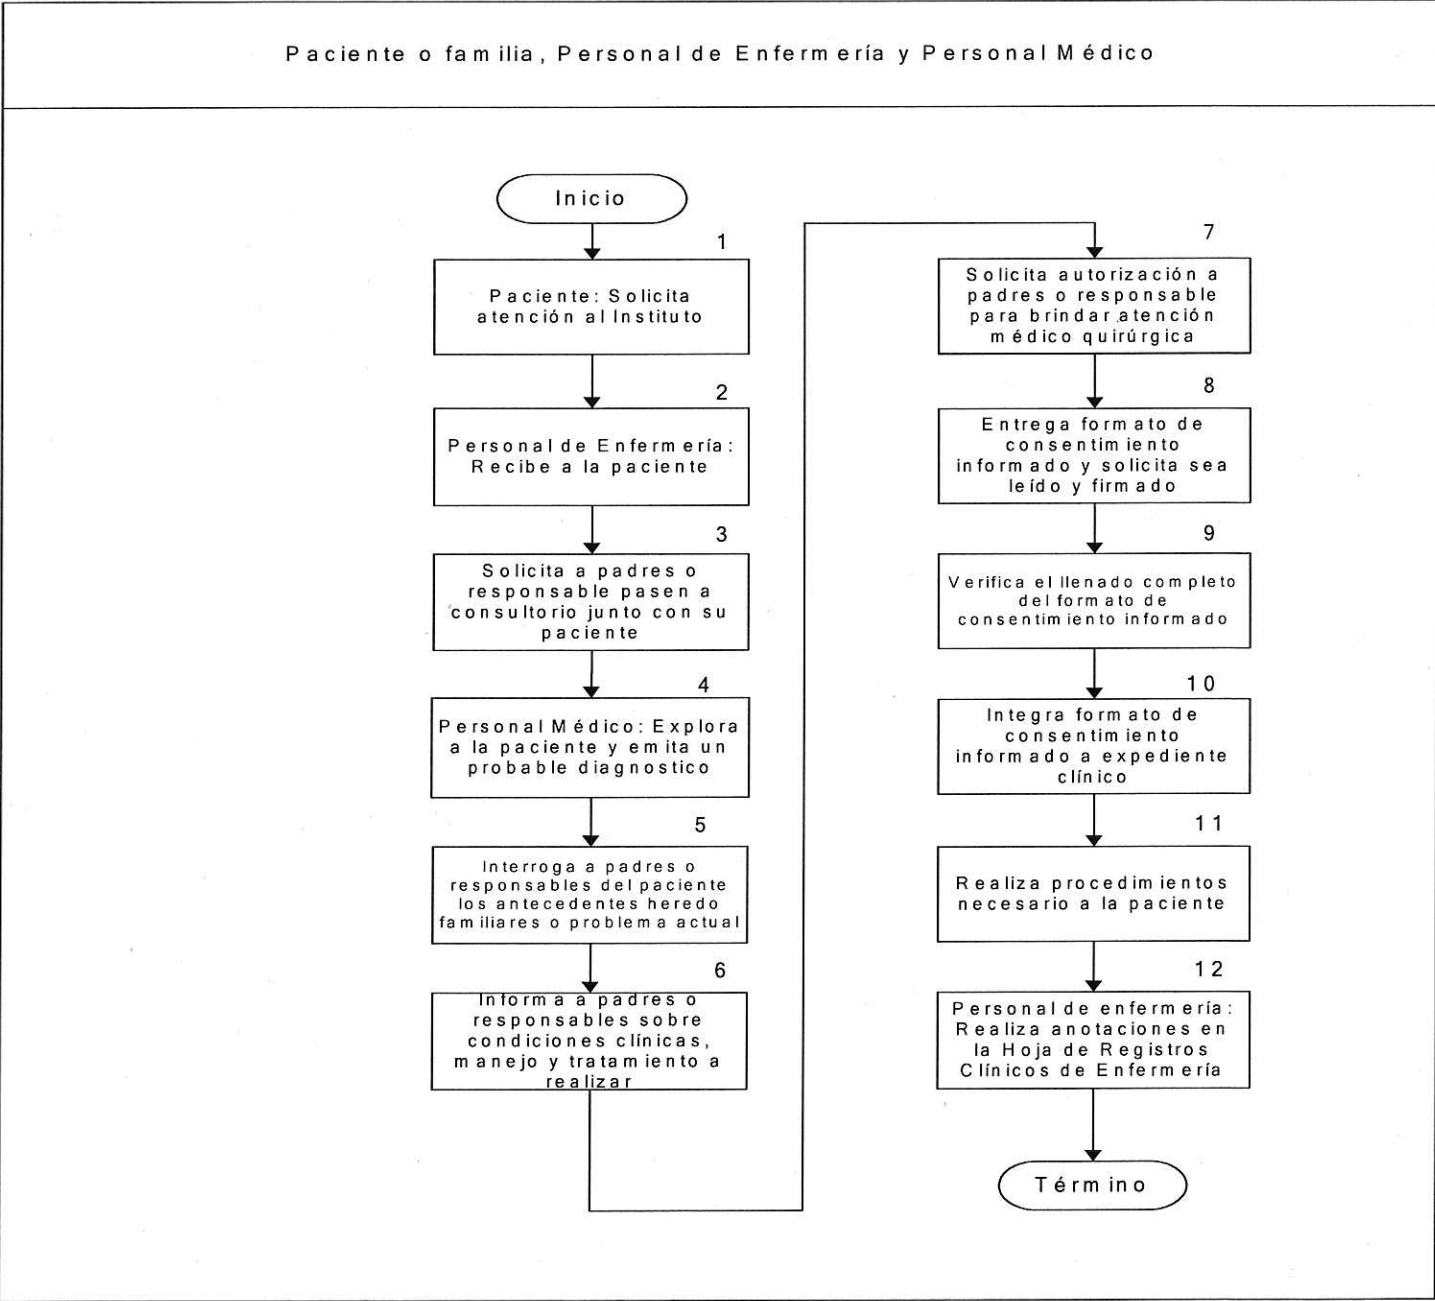 Paciente o familia, Personal de Enfermería y Personal Médico
Inicio
1
Paciente: Solicita
atención al Instituto
2
Personal de Enfermería:
Recibe a la paciente
3
Solicita a padres o
responsable pasen a
consultorio junto con su
paciente
4
Personal Médico: Explora
a la paciente y emita un
probable diagnostico
5
Interroga a padres o
responsables del paciente
los antecedentes heredo
familiares o problema actual
6
Informa a padres o
responsables sobre
condiciones clínicas,
manejo y tratamiento a
realizar
7
Solicita autorización a
padres o responsable
para brindar atención
médico quirúrgica
8
Entrega formato de
consentimiento
informado y solicita sea
leído y firmado
9
Verifica el llenado completo
del formato de
consentimiento informado
10
Integra formato de
consentimiento
informado a expediente
clínico
11
Realiza procedimientos
necesario a la paciente
12
Personal de enfermería:
Realiza anotaciones en
la Hoja de Registros
Clínicos de Enfermería
Término